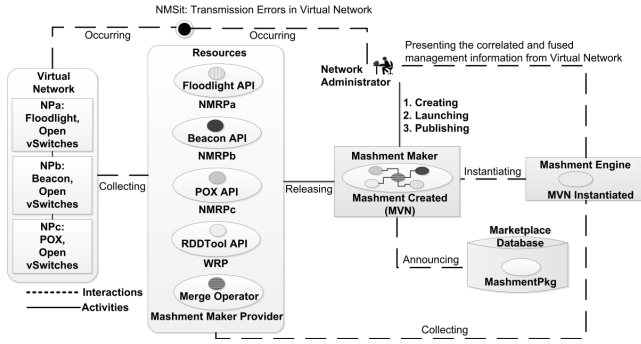 NMSit: Transmission Errors in Virtual Network
Occurring
Occurring
Resources
Floodlight API
NMRPa
Beacon API
NMRPb
POX API
NMRPc
RDDTool API
WRP
Merge Operator
Mashment Maker Provider
Virtual
Network
NPa:
Floodlight,
Open
vSwitches
NPb:
Beacon,
Open
vSwitches
NPc:
POX,
Open
vSwitches
Collecting
Interactions
Activities
Network
Administrator
Presenting the correlated and fused
management information from Virtual Network
1. Creating
2. Launching
3. Publishing
Releasing
Mashment Maker
Mashment Created
(MVN)
Instantiating
Mashment Engine
MVN Instantiated
Announcing
Marketplace
Database
MashmentPkg
Collecting